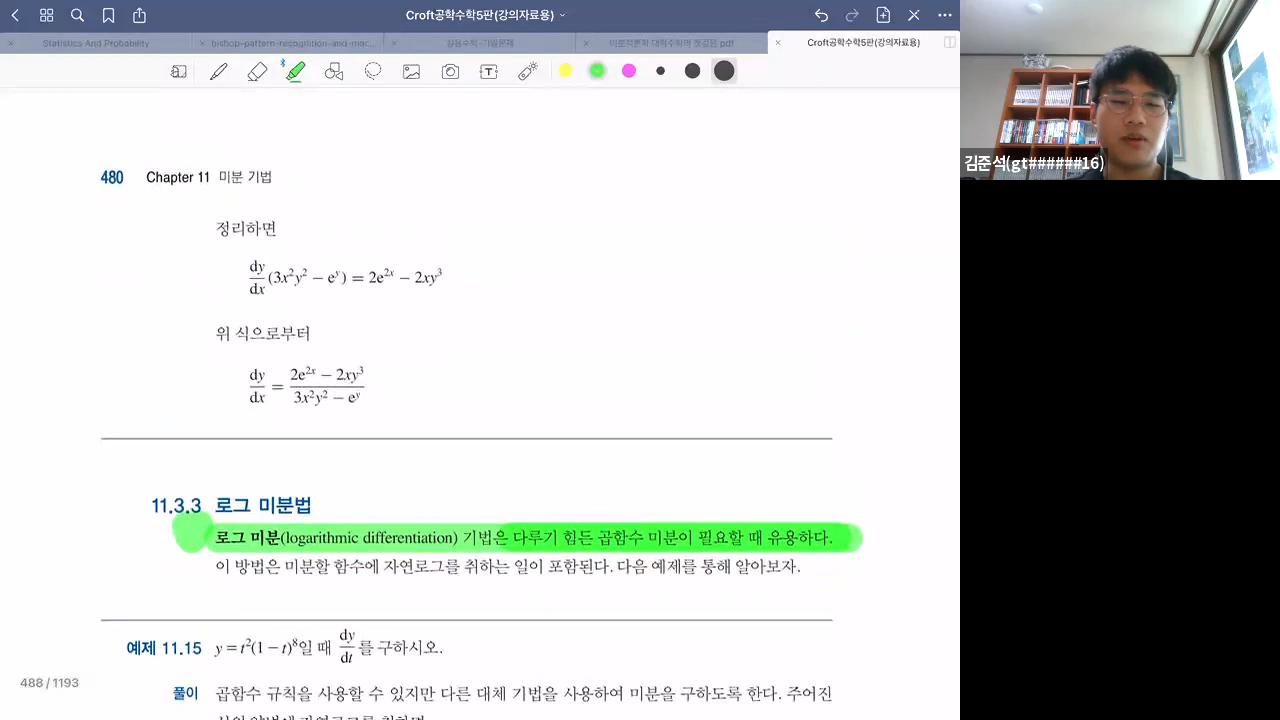 Croft공학수학5판(강의자료용)
Statistics And Probability
bishop-pattern-recognition-and-mac...
Croft공학수학5판(강의자료용)
김준석(gt######16)
480 Chapter 11 미분 기법
정리하면
dy/dx (3x²y² − eʸ) = 2e²ˣ − 2xy³
위 식으로부터
dy/dx = (2e²ˣ − 2xy³)/(3x²y² − eʸ)
11.3.3 로그 미분법
로그 미분(logarithmic differentiation) 기법은 다루기 힘든 곱함수 미분이 필요할 때 유용하다.
이 방법은 미분할 함수에 자연로그를 취하는 일이 포함된다. 다음 예제를 통해 알아보자.
예제 11.15 y = t²(1 − t)⁸일 때 dy/dt 를 구하시오.
488 / 1193
풀이 곱함수 규칙을 사용할 수 있지만 다른 대체 기법을 사용하여 미분을 구하도록 한다. 주어진